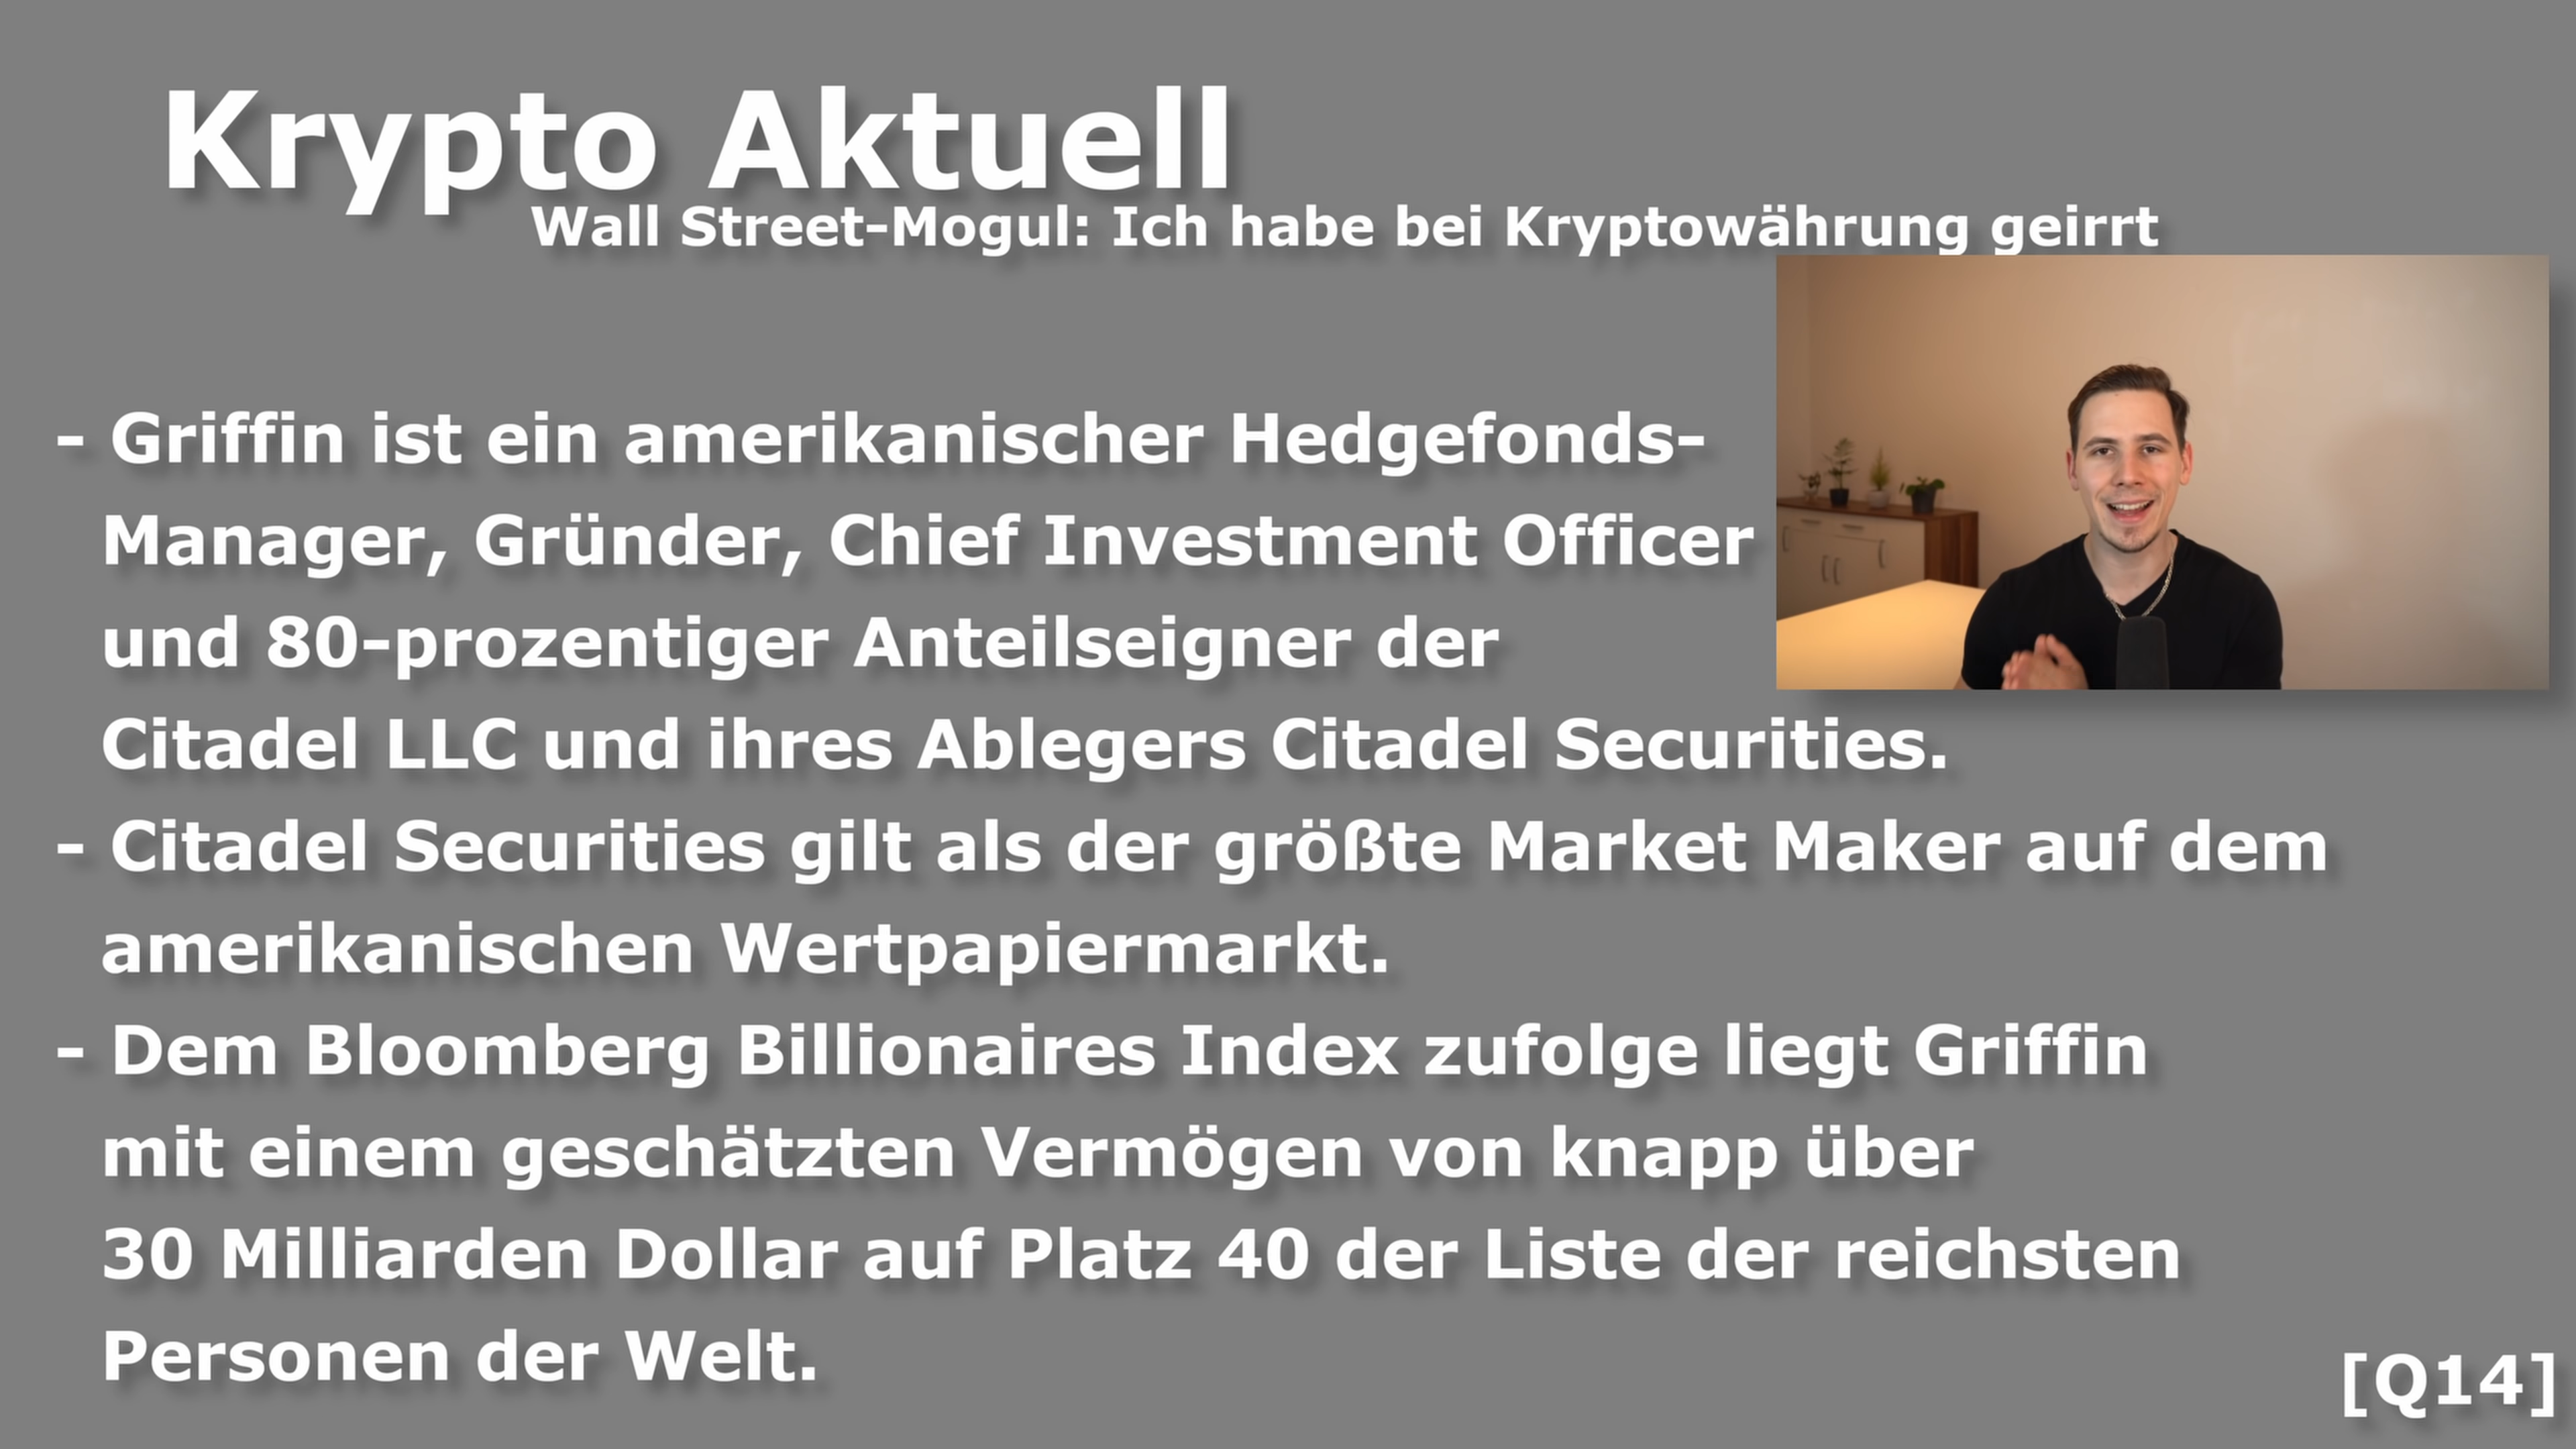 Krypto Aktuell
Wall Street-Mogul: Ich habe bei Kryptowährung geirrt
- Griffin ist ein amerikanischer Hedgefonds-
Manager, Gründer, Chief Investment Officer
und 80-prozentiger Anteilseigner der
Citadel LLC und ihres Ablegers Citadel Securities.
- Citadel Securities gilt als der größte Market Maker auf dem
amerikanischen Wertpapiermarkt.
- Dem Bloomberg Billionaires Index zufolge liegt Griffin
mit einem geschätzten Vermögen von knapp über
30 Milliarden Dollar auf Platz 40 der Liste der reichsten
Personen der Welt.
[Q14]